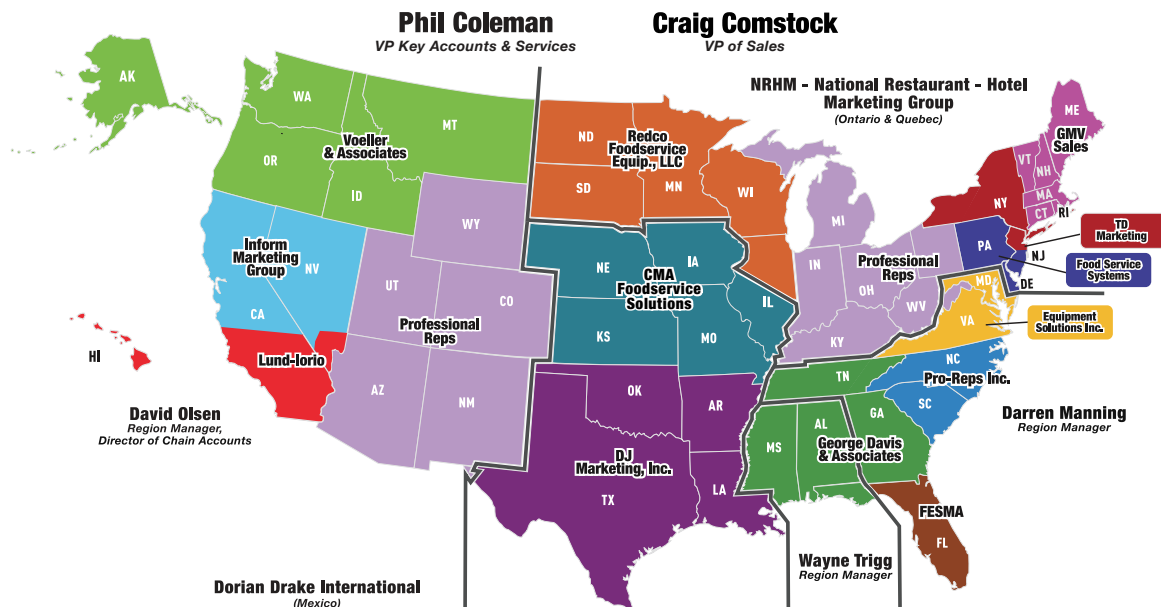 Phil Coleman
VP Key Accounts & Services
Craig Comstock
VP of Sales
NRHM - National Restaurant - Hotel
Marketing Group
(Ontario & Quebec)
AK
WA
MT
OR
ID
Voeller
& Associates
ND
SD
MN
WI
Redco
Foodservice
Equip., LLC
ME
VT
NH
MA
CT
RI
GMV
Sales
NY
TD
Marketing
PA
NJ
DE
Food Service
Systems
MI
IN
OH
WV
KY
Professional
Reps
MD
VA
Equipment
Solutions Inc.
WY
UT
CO
AZ
NM
Professional
Reps
Inform
Marketing
Group
NV
CA
Lund-Iorio
HI
NE
IA
IL
KS
MO
CMA
Foodservice
Solutions
OK
AR
TX
LA
DJ
Marketing, Inc.
TN
MS
AL
GA
George Davis
& Associates
NC
SC
Pro-Reps Inc.
FESMA
FL
David Olsen
Region Manager,
Director of Chain Accounts
Darren Manning
Region Manager
Wayne Trigg
Region Manager
Dorian Drake International
(Mexico)